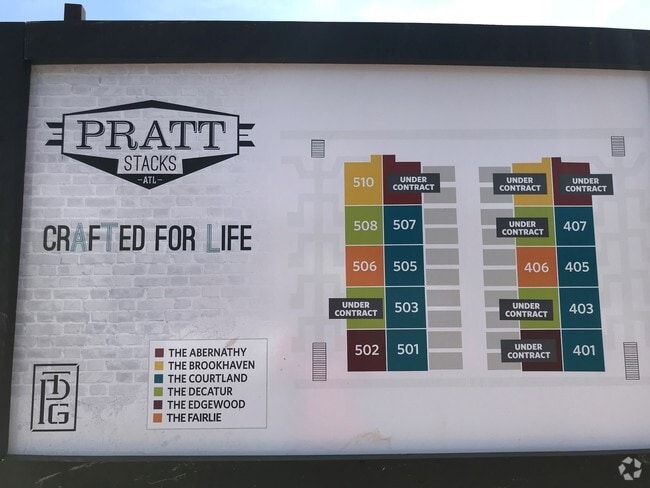 PRATT
STACKS
-ATL-
CRAFTED FOR LIFE
PDG
THE ABERNATHY
THE BROOKHAVEN
THE COURTLAND
THE DECATUR
THE EDGEWOOD
THE FAIRLIE
510
UNDER
CONTRACT
508
507
506
505
UNDER
CONTRACT
503
502
501
UNDER
CONTRACT
UNDER
CONTRACT
UNDER
CONTRACT
407
406
405
UNDER
CONTRACT
403
UNDER
CONTRACT
401